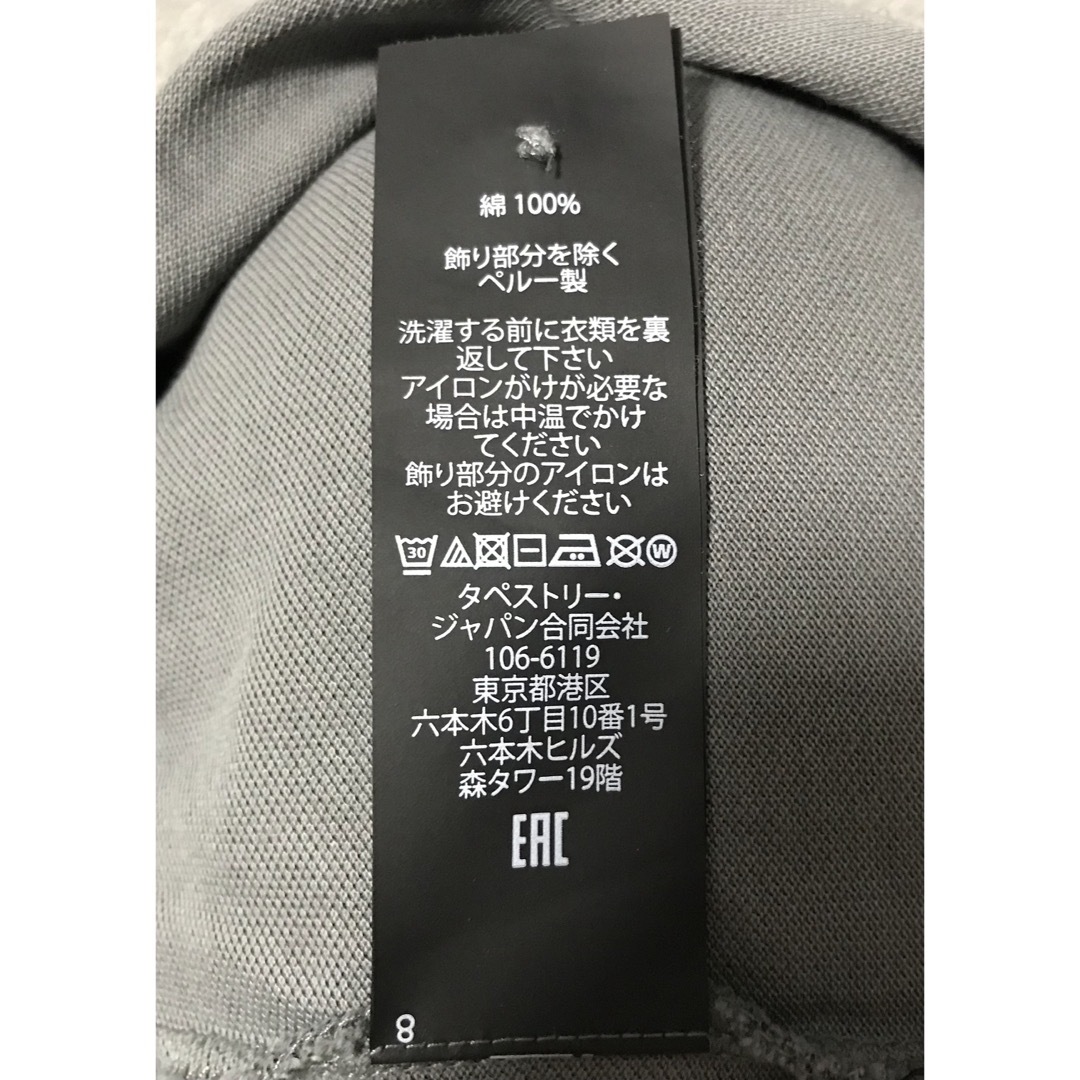 綿 100%
飾り部分を除く
ペルー製
洗濯する前に衣類を裏
返して下さい
アイロンがけが必要な
場合は中温でかけ
てください
飾り部分のアイロンは
お避けください
30 W
タペストリー・
ジャパン合同会社
106-6119
東京都港区
六本木6丁目10番1号
六本木ヒルズ
森タワー19階
EAC
8